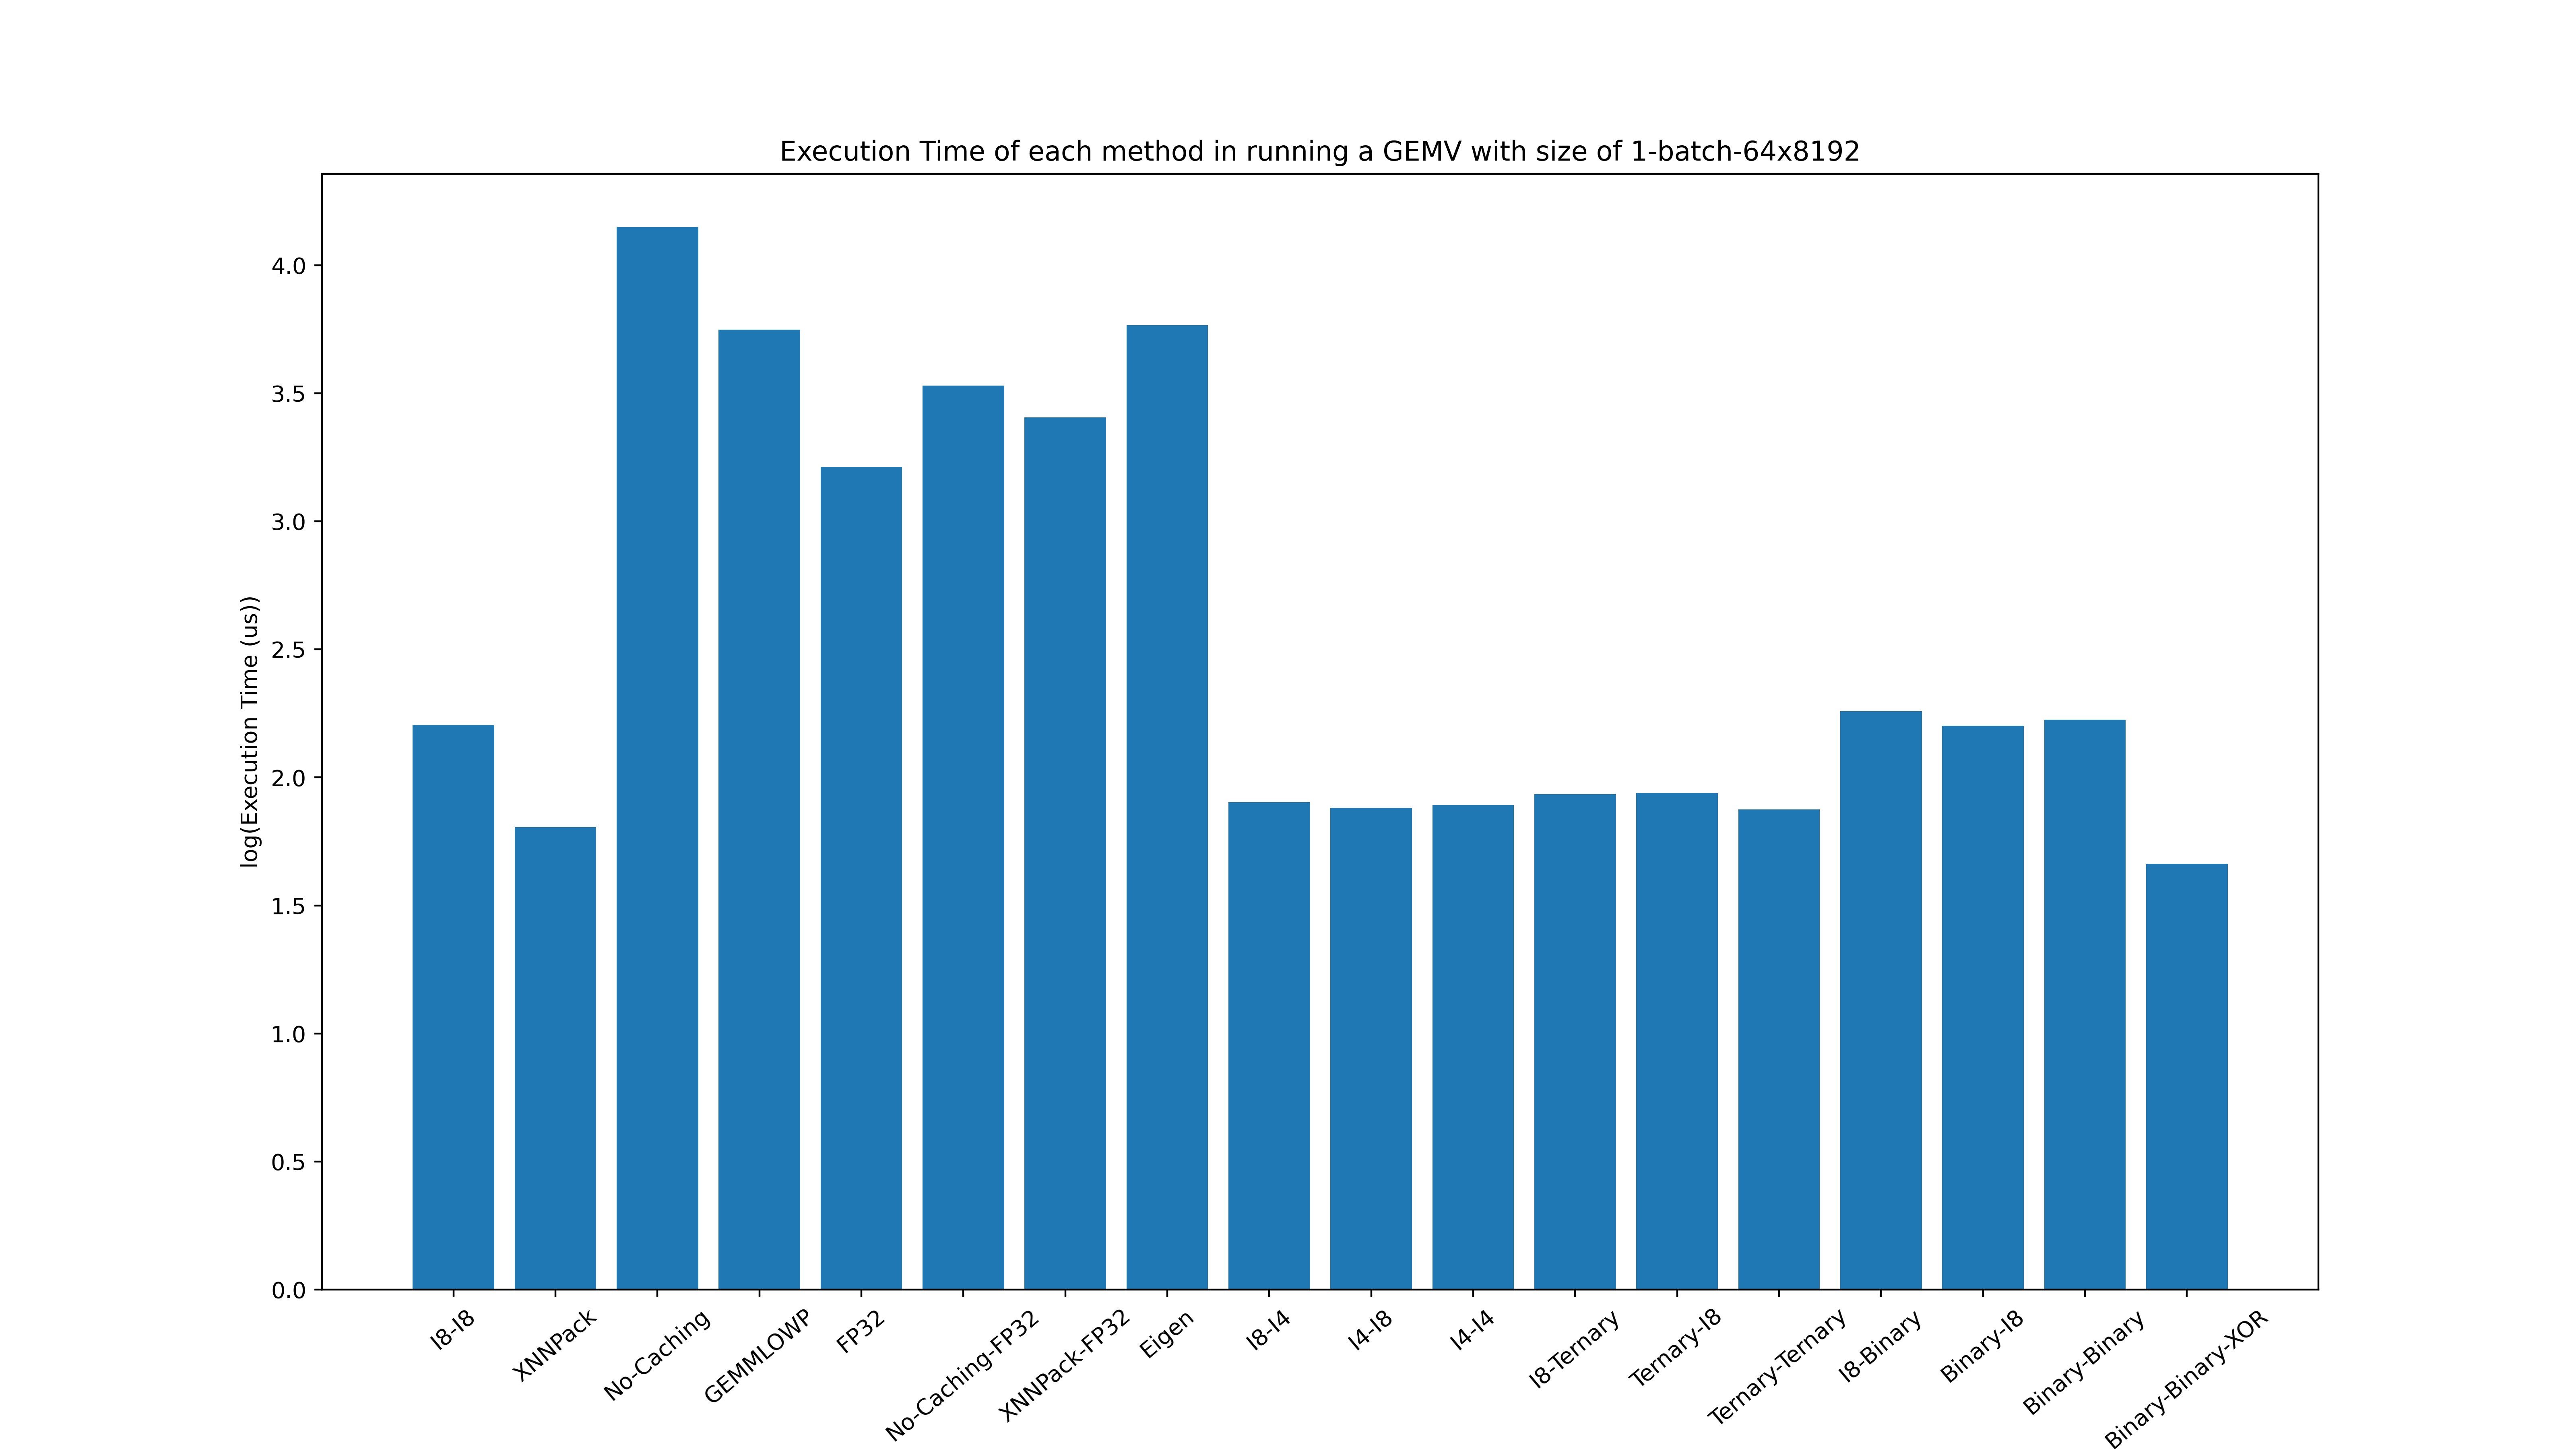 Execution Time of each method in running a GEMV with size of 1-batch-64x8192
log(Execution Time (us))
4.0
3.5
3.0
2.5
2.0
1.5
1.0
0.5
0.0
I8-I8
XNNPack
No-Caching
GEMMLOWP
FP32
No-Caching-FP32
XNNPack-FP32
Eigen
I8-I4
I4-I8
I4-I4
I8-Ternary
Ternary-I8
Ternary-Ternary
I8-Binary
Binary-I8
Binary-Binary
Binary-Binary-XOR